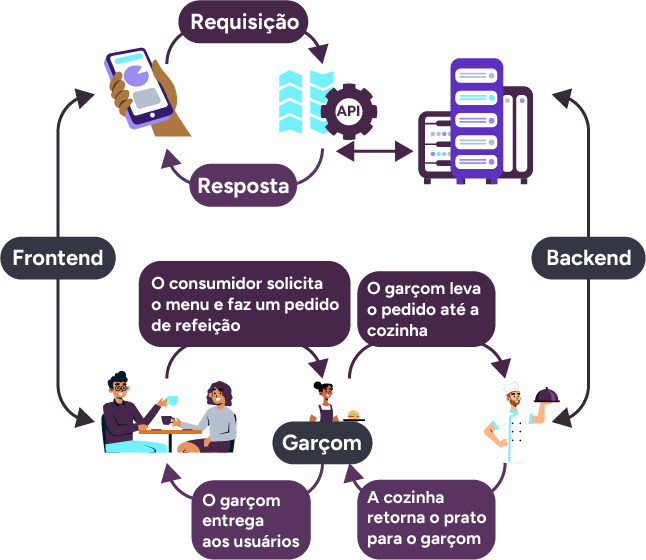 Requisição
API
Resposta
Frontend
Backend
O consumidor solicita
o menu e faz um pedido
de refeição
O garçom leva
o pedido até a
cozinha
Garçom
O garçom
entrega
aos usuários
A cozinha
retorna o prato
para o garçom